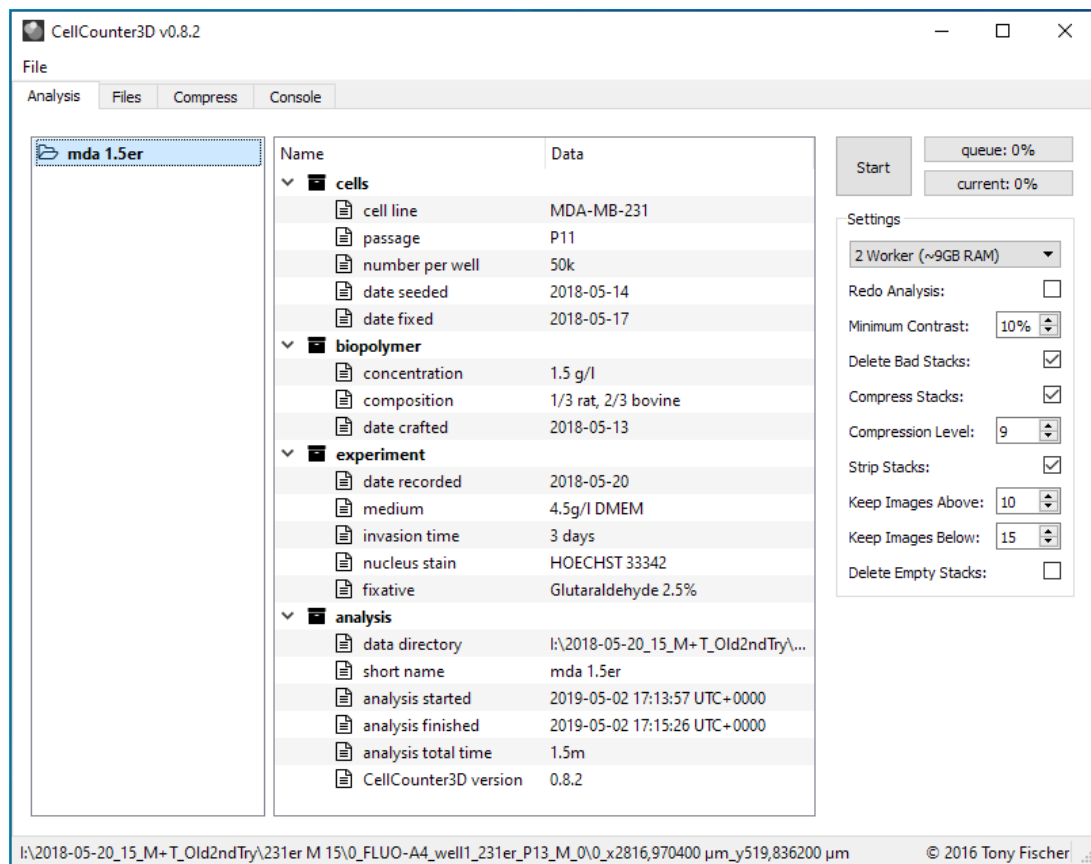 CellCounter3D v0.8.2
File
Analysis Files Compress Console
mda 1.5er
Name Data
cells
cell line MDA-MB-231
passage P11
number per well 50k
date seeded 2018-05-14
date fixed 2018-05-17
biopolymer
concentration 1.5 g/l
composition 1/3 rat, 2/3 bovine
date crafted 2018-05-13
experiment
date recorded 2018-05-20
medium 4.5g/l DMEM
invasion time 3 days
nucleus stain HOECHST 33342
fixative Glutaraldehyde 2.5%
analysis
data directory I:\2018-05-20_15_M+T_Old2ndTry\...
short name mda 1.5er
analysis started 2019-05-02 17:13:57 UTC+0000
analysis finished 2019-05-02 17:15:26 UTC+0000
analysis total time 1.5m
CellCounter3D version 0.8.2
Start
queue: 0%
current: 0%
Settings
2 Worker (~9GB RAM)
Redo Analysis:
Minimum Contrast: 10%
Delete Bad Stacks:
Compress Stacks:
Compression Level: 9
Strip Stacks:
Keep Images Above: 10
Keep Images Below: 15
Delete Empty Stacks:
I:\2018-05-20_15_M+T_Old2ndTry\231er M 15\0_FLUO-A4_well1_231er_P13_M_0\0_x2816,970400 µm_y519,836200 µm © 2016 Tony Fischer